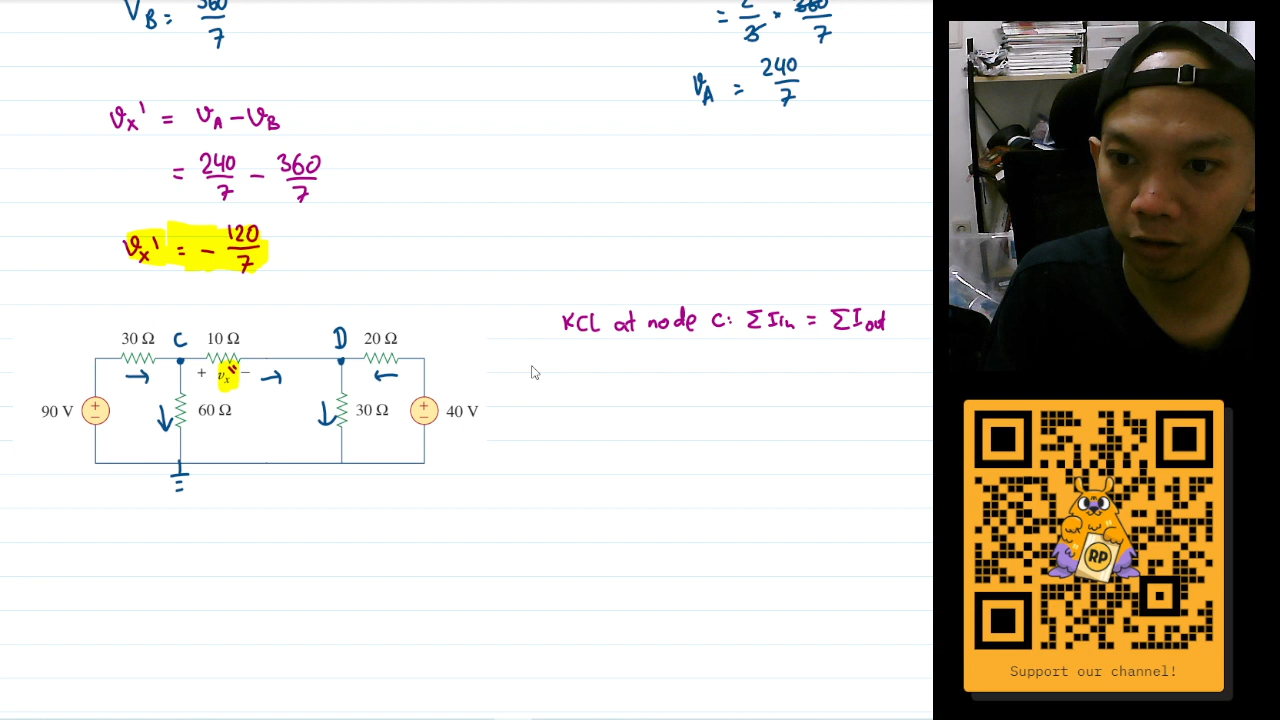 V_B = 360/7
= 2/3 · 360/7
v_A = 240/7
v_x' = v_A - v_B
= 240/7 - 360/7
v_x' = - 120/7
KCL at node C: ΣI_in = ΣI_out
30 Ω C 10 Ω D 20 Ω
+ v_x" −
90 V 60 Ω 30 Ω 40 V
RP
Support our channel!